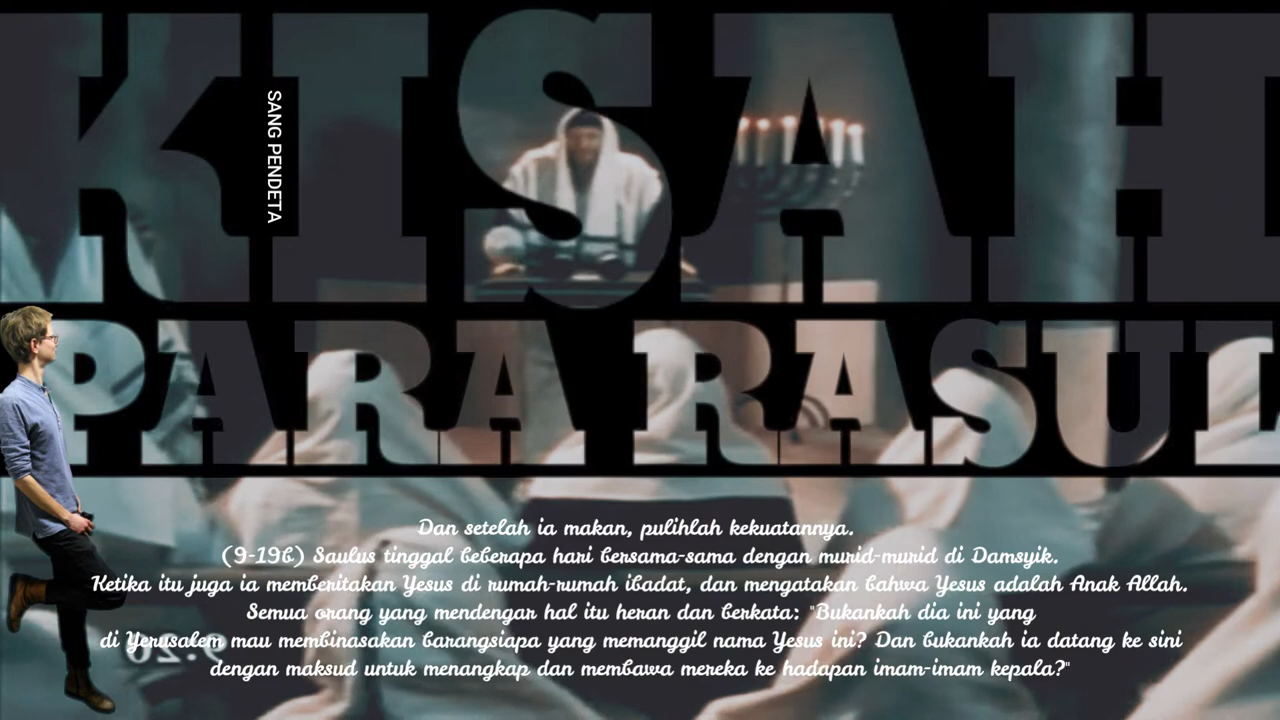 KISAH
SANG PENDETA
PARA RASUL
Dan setelah ia makan, pulihlah kekuatannya.
(9-19b) Saulus tinggal beberapa hari bersama-sama dengan murid-murid di Damsyik.
Ketika itu juga ia memberitakan Yesus di rumah-rumah ibadat, dan mengatakan bahwa Yesus adalah Anak Allah.
Semua orang yang mendengar hal itu heran dan berkata: "Bukankah dia ini yang
di Yerusalem mau membinasakan barangsiapa yang memanggil nama Yesus ini? Dan bukankah ia datang ke sini
dengan maksud untuk menangkap dan membawa mereka ke hadapan imam-imam kepala?"